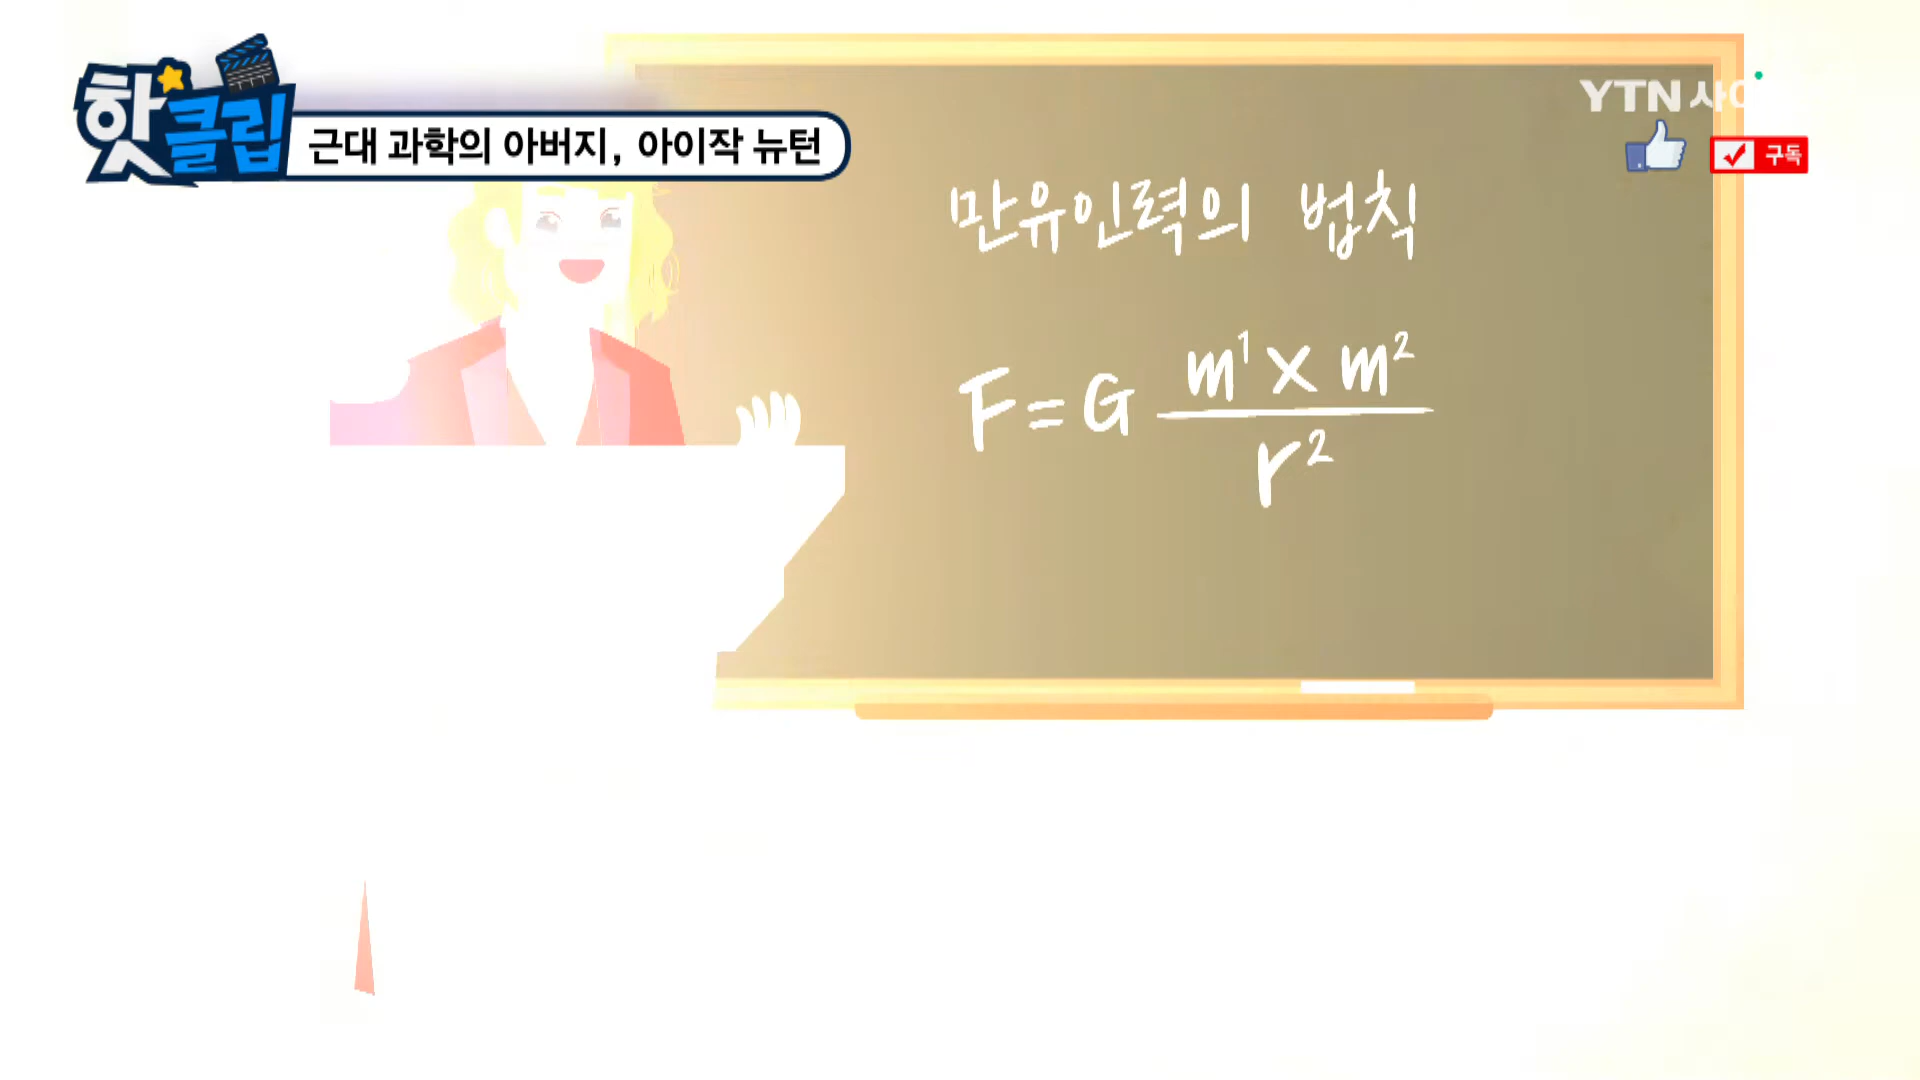 핫클립
근대 과학의 아버지, 아이작 뉴턴
YTN 사이
구독
만유인력의 법칙
F = G m¹ × m² / r²